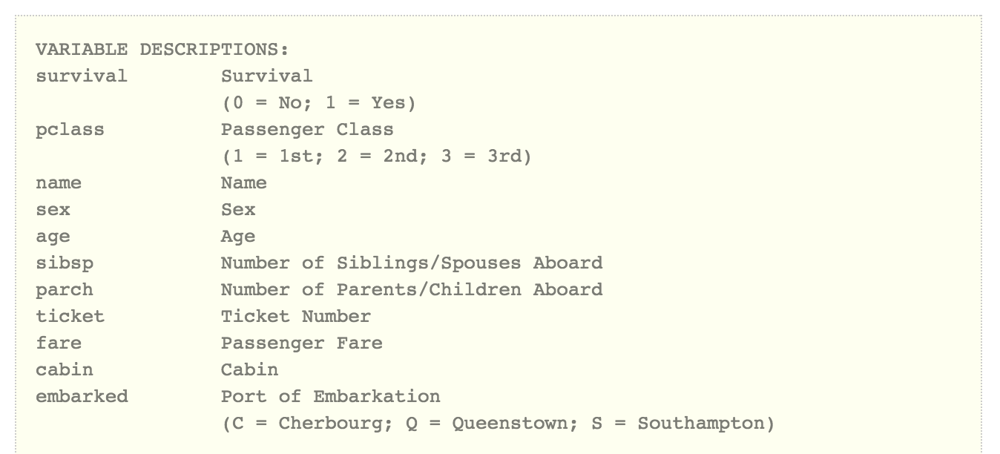 VARIABLE DESCRIPTIONS:
survival        Survival
                (0 = No; 1 = Yes)
pclass          Passenger Class
                (1 = 1st; 2 = 2nd; 3 = 3rd)
name            Name
sex             Sex
age             Age
sibsp           Number of Siblings/Spouses Aboard
parch           Number of Parents/Children Aboard
ticket          Ticket Number
fare            Passenger Fare
cabin           Cabin
embarked        Port of Embarkation
                (C = Cherbourg; Q = Queenstown; S = Southampton)